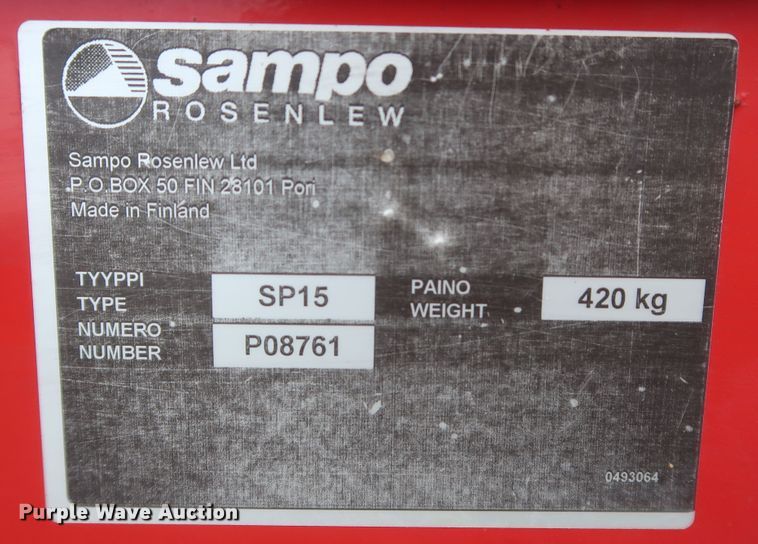 sampo
ROSENLEW
Sampo Rosenlew Ltd
P.O.BOX 50 FIN 28101 Pori
Made in Finland
TYYPPI
TYPE
SP15
PAINO
WEIGHT
420 kg
NUMERO
NUMBER
P08761
0493064
Purple Wave Auction